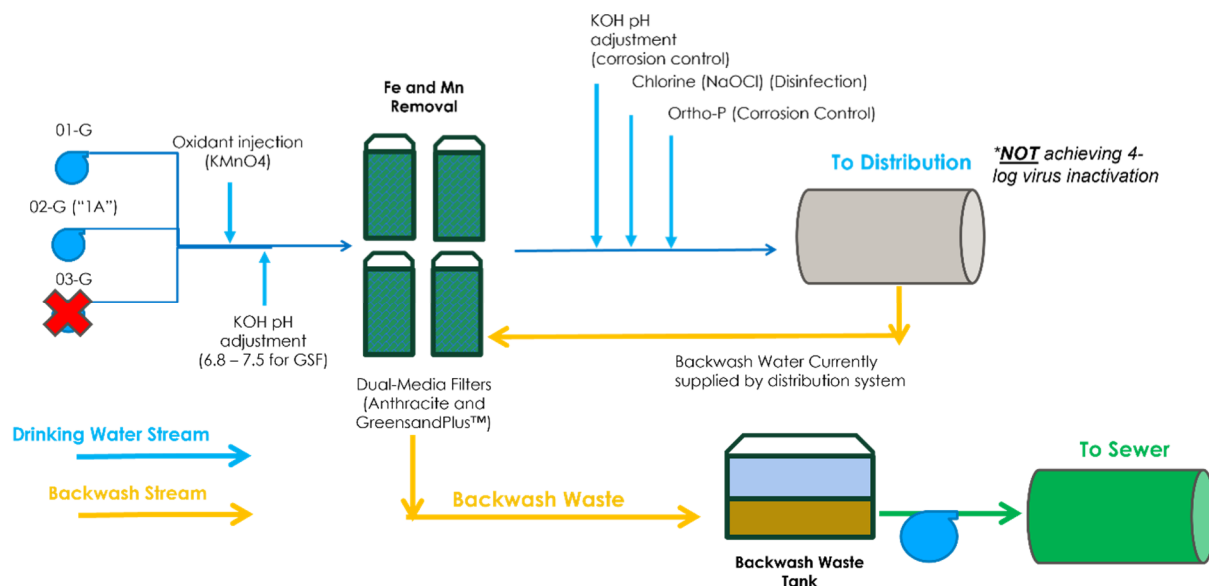 KOH pH
adjustment
(corrosion control)
Chlorine (NaOCl) (Disinfection)
Ortho-P (Corrosion Control)
Fe and Mn
Removal
01-G
Oxidant injection
(KMnO4)
02-G (“1A”)
03-G
KOH pH
adjustment
(6.8 – 7.5 for GSF)
To Distribution
*NOT achieving 4-
log virus inactivation
Backwash Water Currently
supplied by distribution system
Dual-Media Filters
(Anthracite and
GreensandPlus™)
Drinking Water Stream
Backwash Stream
Backwash Waste
Backwash Waste
Tank
To Sewer